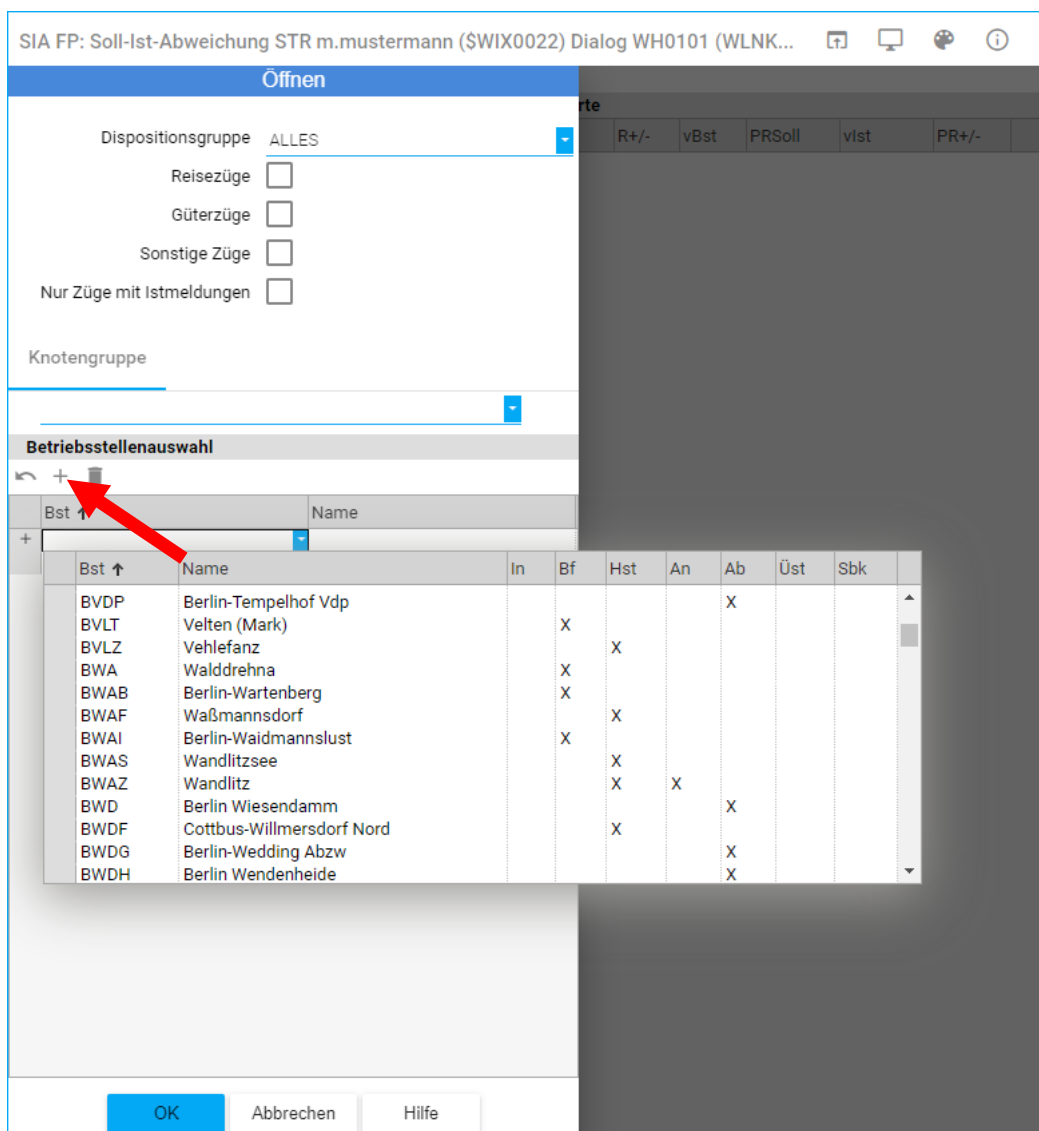 SIA FP: Soll-Ist-Abweichung STR m.mustermann ($WIX0022) Dialog WH0101 (WLNK...
Öffnen
rte
R+/- vBst PRSoll vIst PR+/-
Dispositionsgruppe ALLES
Reisezüge
Güterzüge
Sonstige Züge
Nur Züge mit Istmeldungen
Knotengruppe
Betriebsstellenauswahl
Bst Name
Bst Name In Bf Hst An Ab Üst Sbk
BVDP Berlin-Tempelhof Vdp X
BVLT Velten (Mark) X
BVLZ Vehlefanz X
BWA Walddrehna X
BWAB Berlin-Wartenberg X
BWAF Waßmannsdorf X
BWAI Berlin-Waidmannslust X
BWAS Wandlitzsee X
BWAZ Wandlitz X X
BWD Berlin Wiesendamm X
BWDF Cottbus-Willmersdorf Nord X
BWDG Berlin-Wedding Abzw X
BWDH Berlin Wendenheide X
OK Abbrechen Hilfe